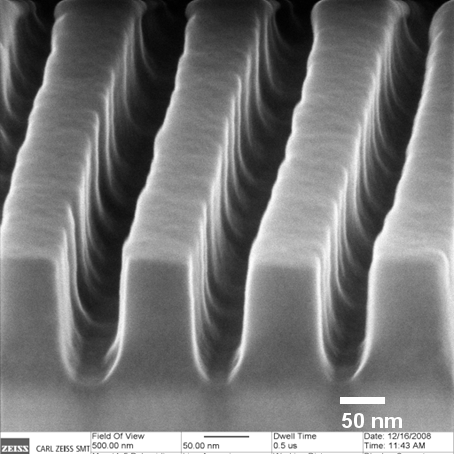 50 nm
ZEISS CARL ZEISS SMT
Field Of View
500.00 nm
50.00 nm
Dwell Time
0.5 us
Date: 12/16/2008
Time: 11:43 AM